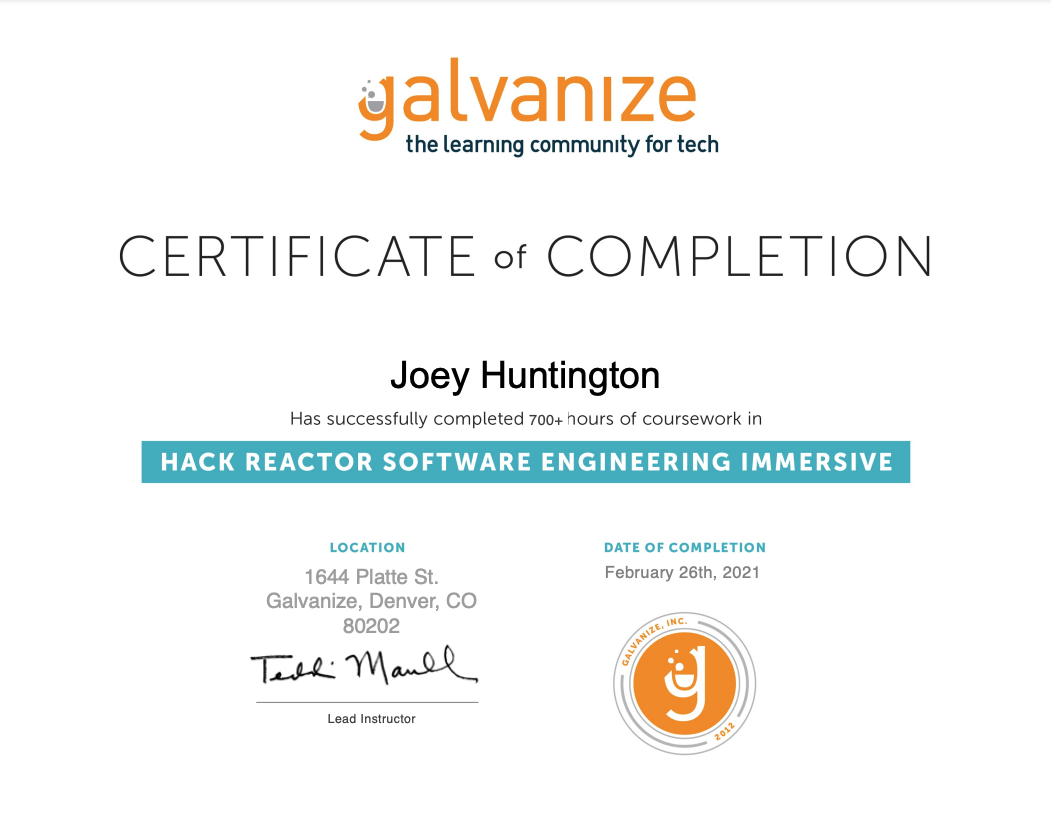 galvanize
the learning community for tech
CERTIFICATE of COMPLETION
Joey Huntington
Has successfully completed 700+ hours of coursework in
HACK REACTOR SOFTWARE ENGINEERING IMMERSIVE
LOCATION
1644 Platte St.
Galvanize, Denver, CO
80202
Lead Instructor
DATE OF COMPLETION
February 26th, 2021
GALVANIZE, INC.
g
2012